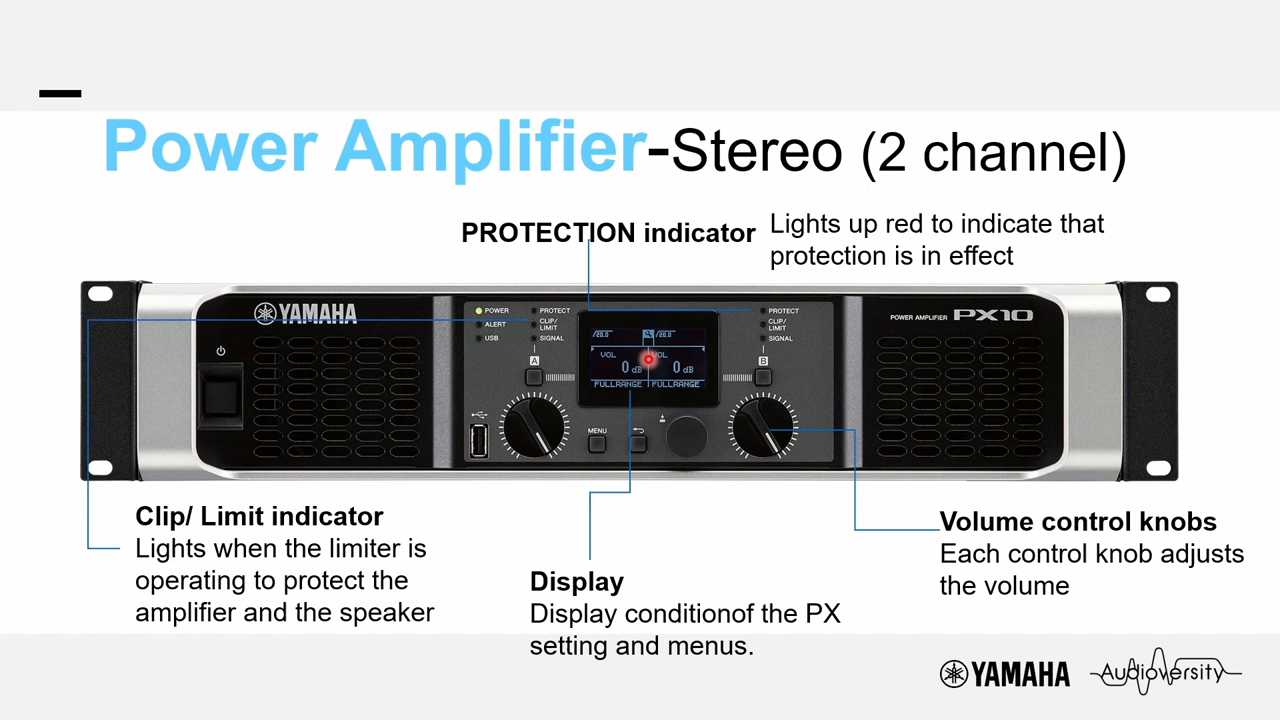 Power Amplifier-Stereo (2 channel)
PROTECTION indicator
Lights up red to indicate that
protection is in effect
YAMAHA
POWER
ALERT
USB
PROTECT
CLIP/
LIMIT
SIGNAL
A
/20.0
/20.0
VOL
VOL
0 dB
0 dB
FULLRANGE
FULLRANGE
PROTECT
CLIP/
LIMIT
SIGNAL
B
MENU
POWER AMPLIFIER PX10
Clip/ Limit indicator
Lights when the limiter is
operating to protect the
amplifier and the speaker
Display
Display conditionof the PX
setting and menus.
Volume control knobs
Each control knob adjusts
the volume
YAMAHA
Audioversity